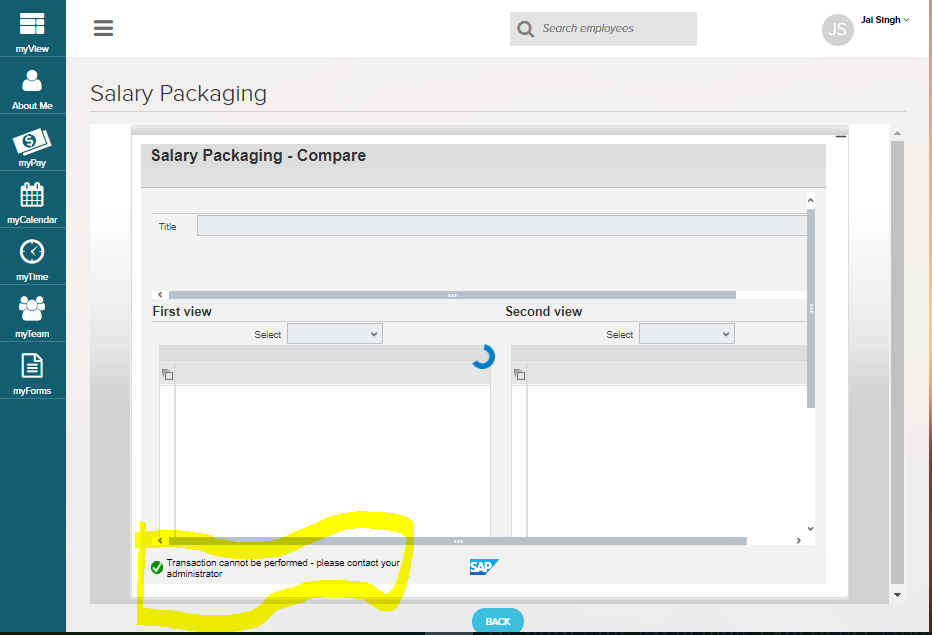 myView
About Me
myPay
myCalendar
myTime
myTeam
myForms
Search employees
JS
Jai Singh
Salary Packaging
Salary Packaging - Compare
Title
First view
Second view
Select
Select
Transaction cannot be performed - please contact your
administrator
SAP
BACK